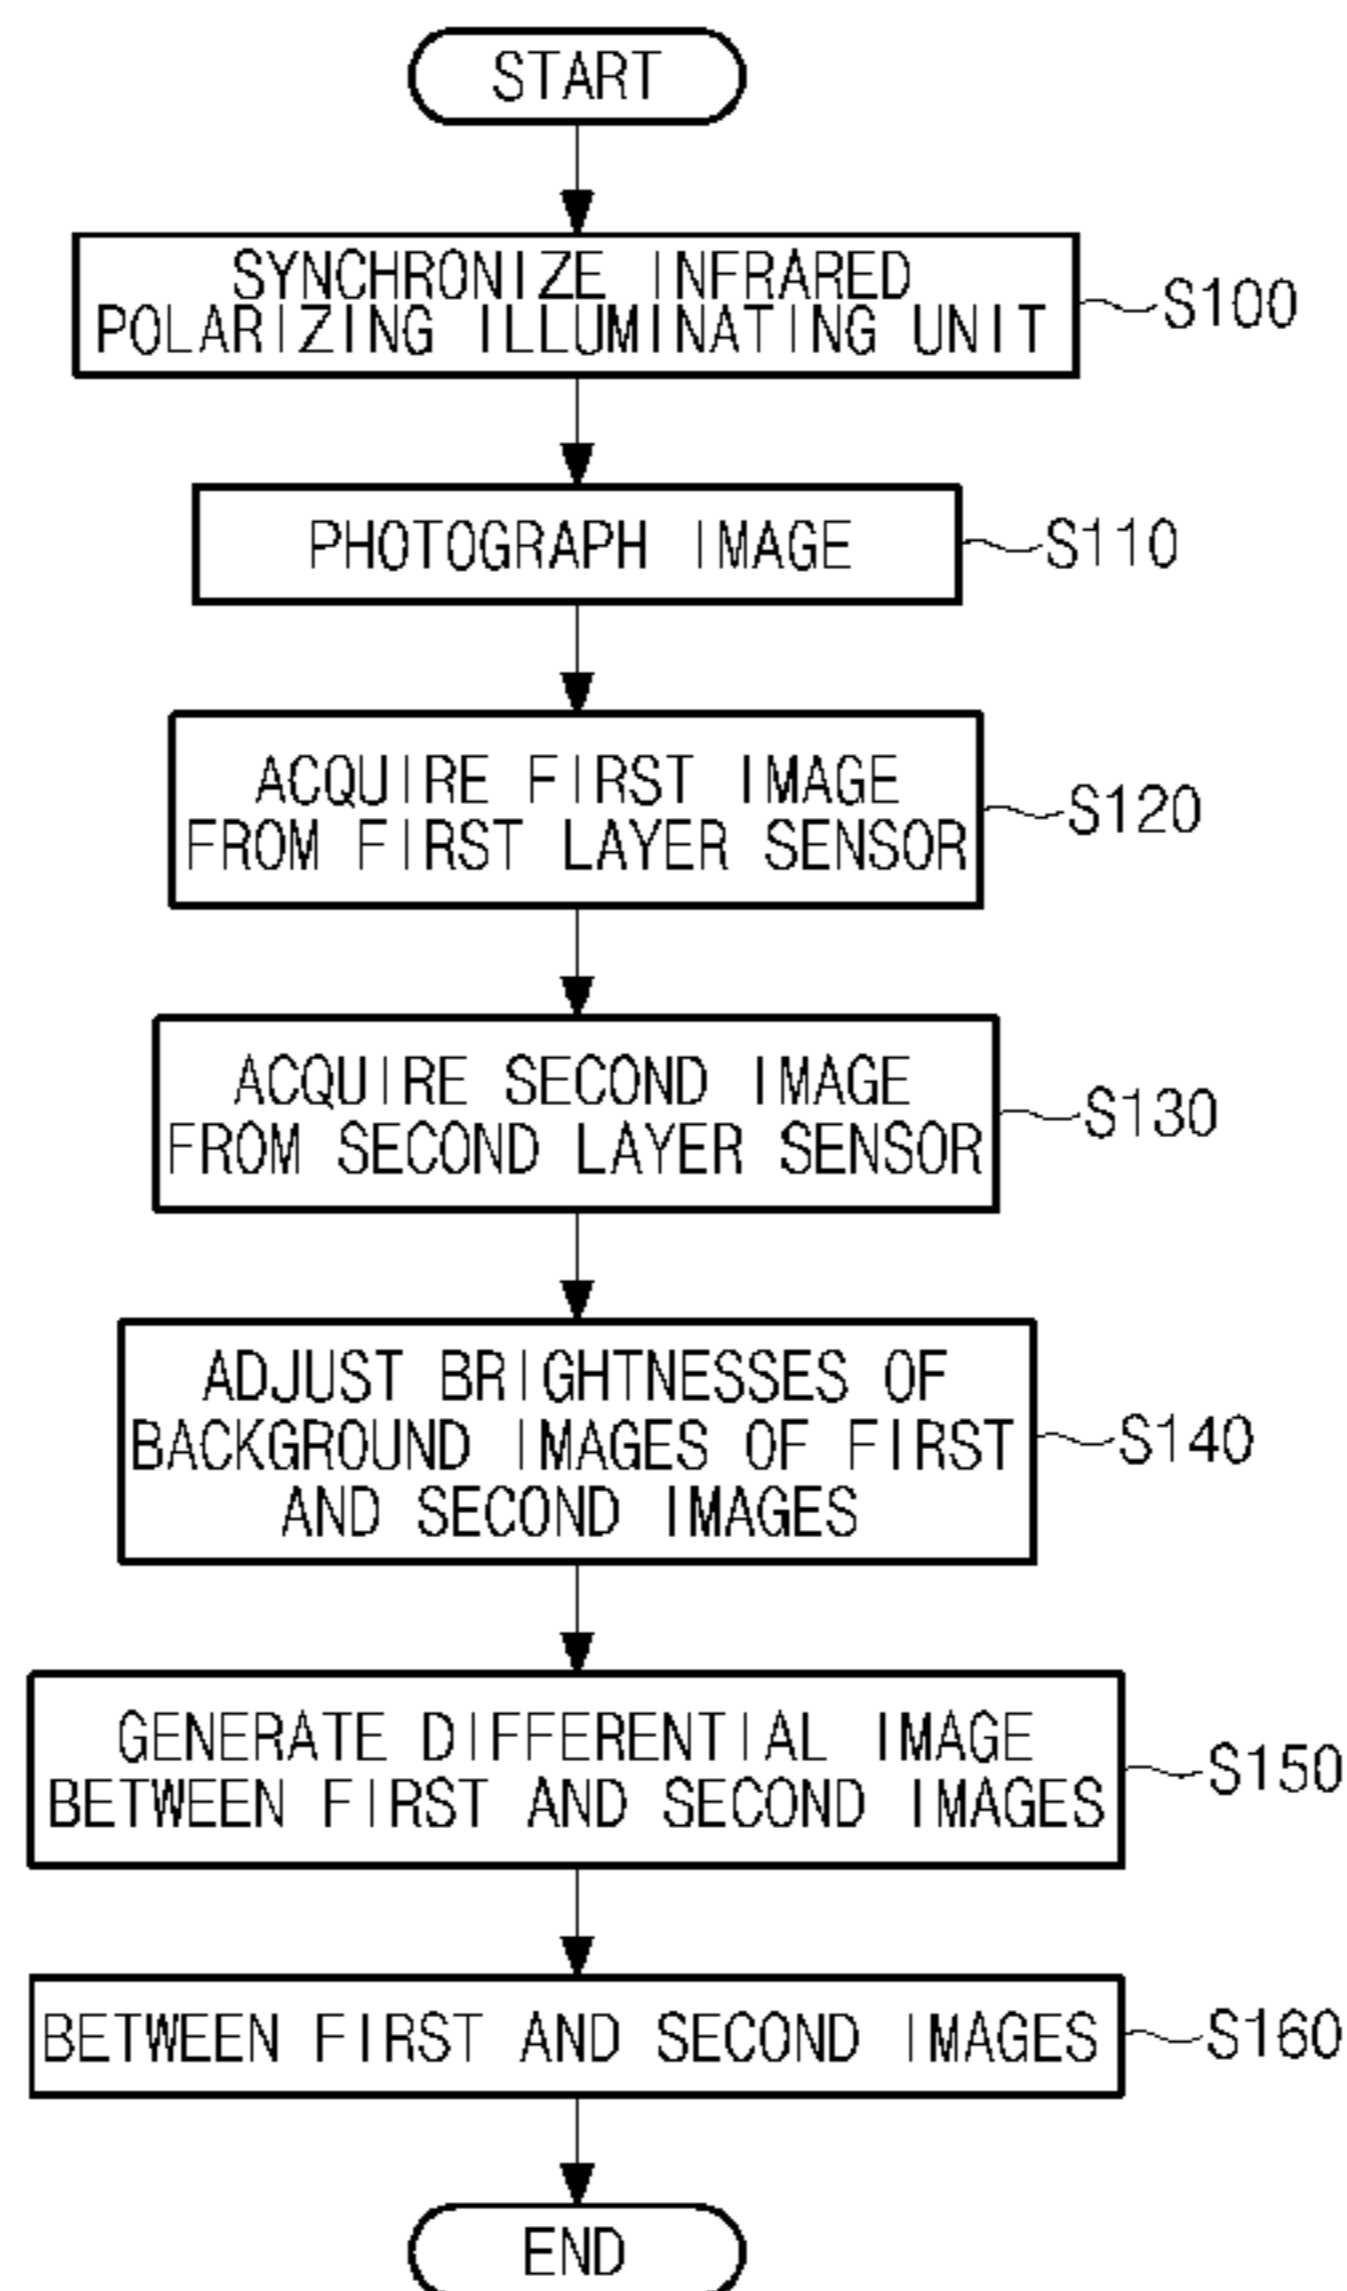 START
SYNCHRONIZE INFRARED
POLARIZING ILLUMINATING UNIT
S100
PHOTOGRAPH IMAGE
S110
ACQUIRE FIRST IMAGE
FROM FIRST LAYER SENSOR
S120
ACQUIRE SECOND IMAGE
FROM SECOND LAYER SENSOR
S130
ADJUST BRIGHTNESSES OF
BACKGROUND IMAGES OF FIRST
AND SECOND IMAGES
S140
GENERATE DIFFERENTIAL IMAGE
BETWEEN FIRST AND SECOND IMAGES
S150
BETWEEN FIRST AND SECOND IMAGES
S160
END